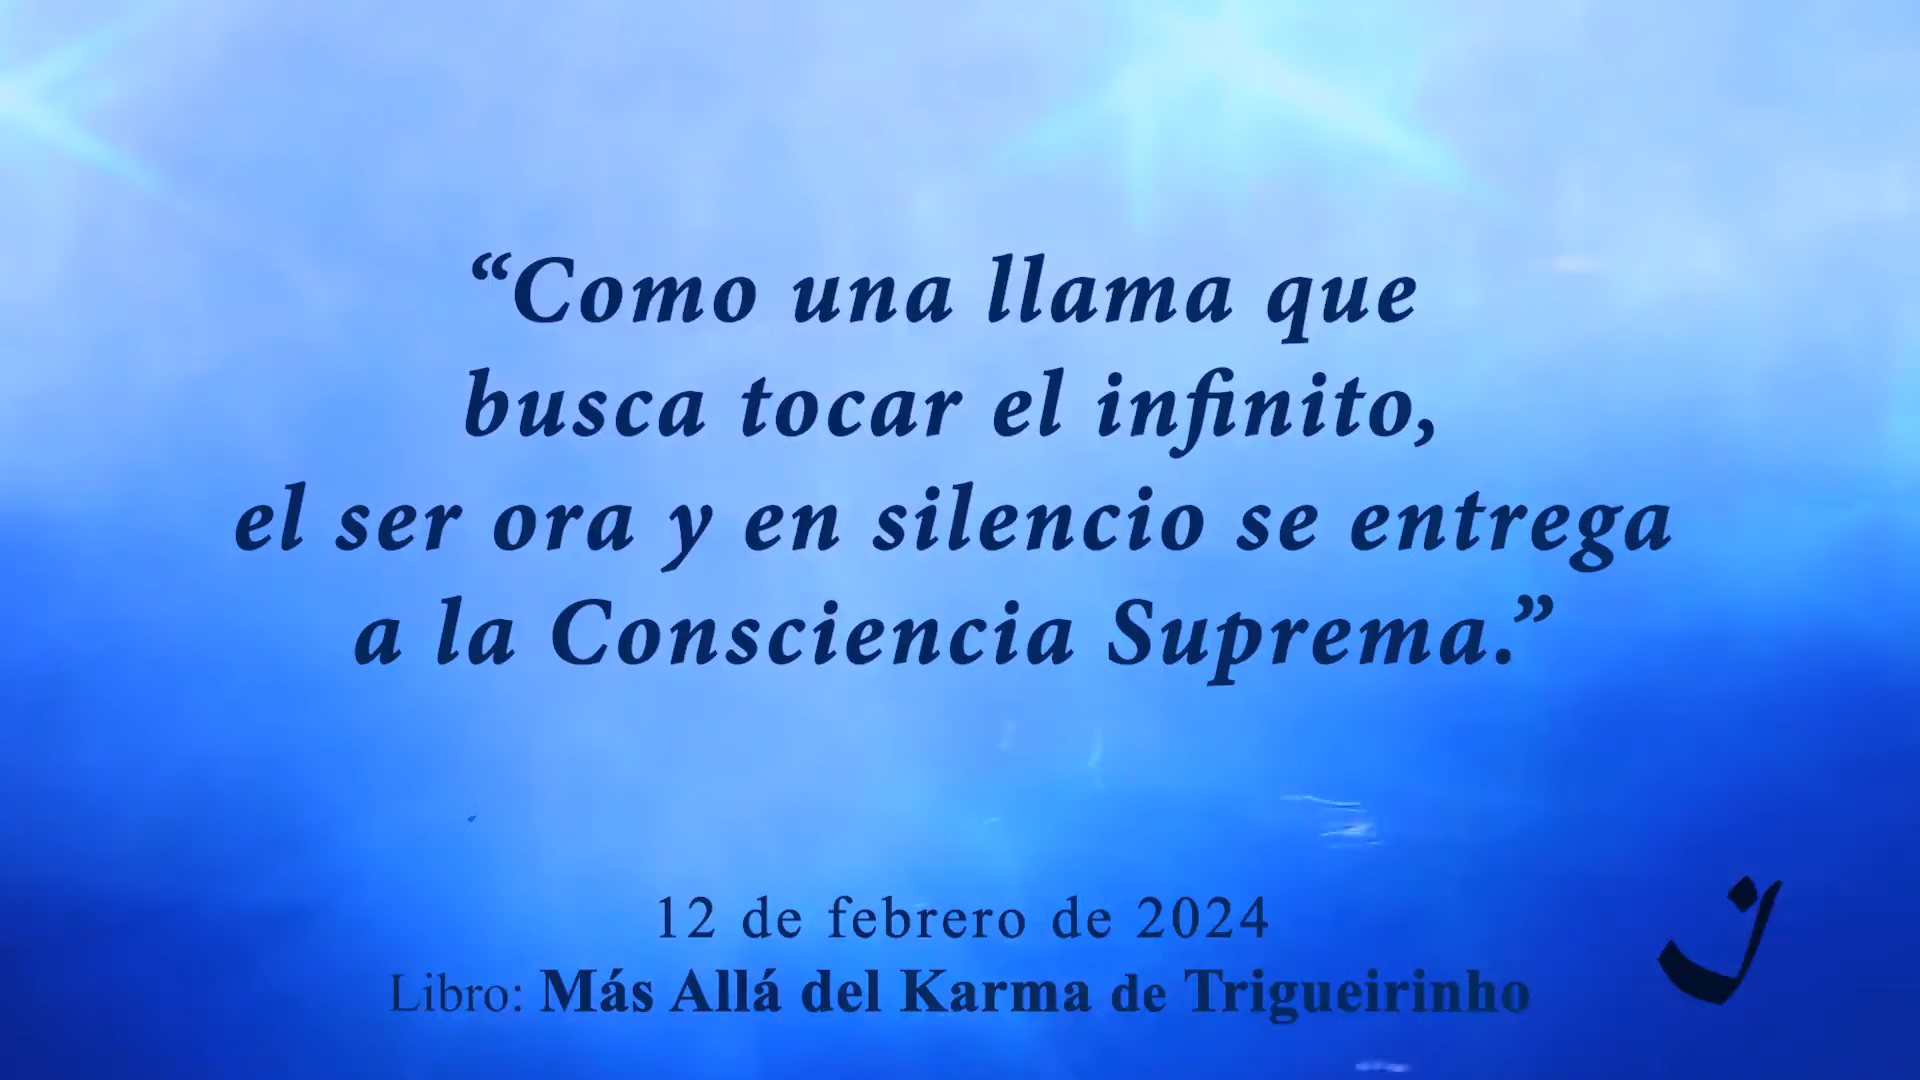 “Como una llama que
busca tocar el infinito,
el ser ora y en silencio se entrega
a la Consciencia Suprema.”
12 de febrero de 2024
Libro: Más Allá del Karma de Trigueirinho